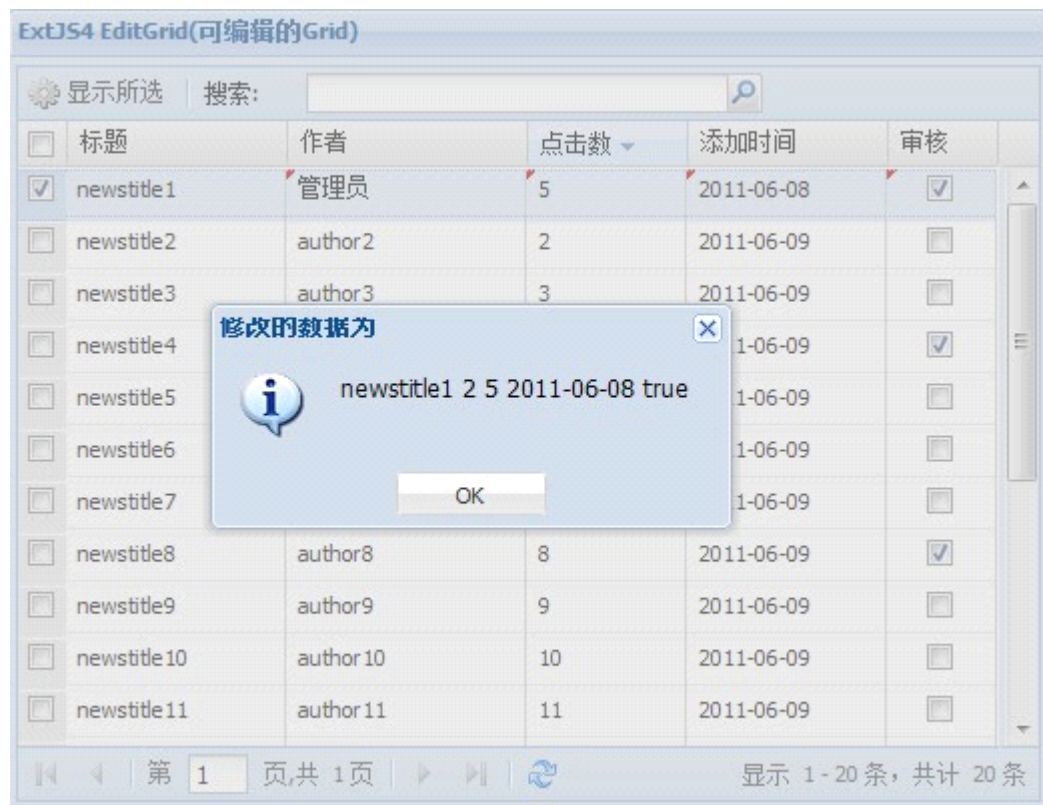 ExtJS4 EditGrid(可编辑的Grid)
显示所选 搜索:
标题 作者 点击数 添加时间 审核
newstitle1 管理员 5 2011-06-08
newstitle2 author2 2 2011-06-09
newstitle3 author3 3 2011-06-09
修改的数据为
newstitle4 1-06-09
newstitle1 2 5 2011-06-08 true
newstitle5 1-06-09
newstitle6 1-06-09
OK
newstitle7 1-06-09
newstitle8 author8 8 2011-06-09
newstitle9 author9 9 2011-06-09
newstitle10 author10 10 2011-06-09
newstitle11 author11 11 2011-06-09
第 1 页,共 1页 显示 1 - 20条，共计 20 条